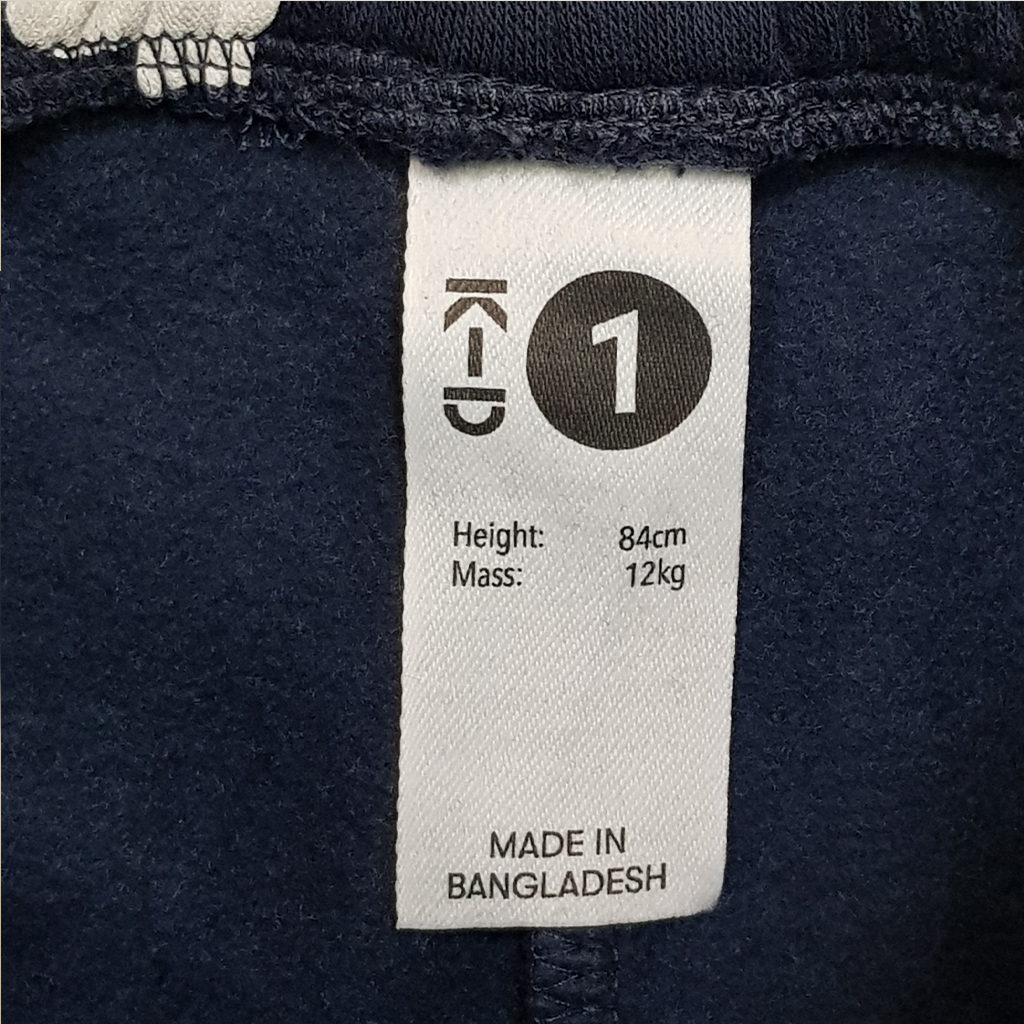 K-D
1
Height: 84cm
Mass: 12kg
MADE IN
BANGLADESH